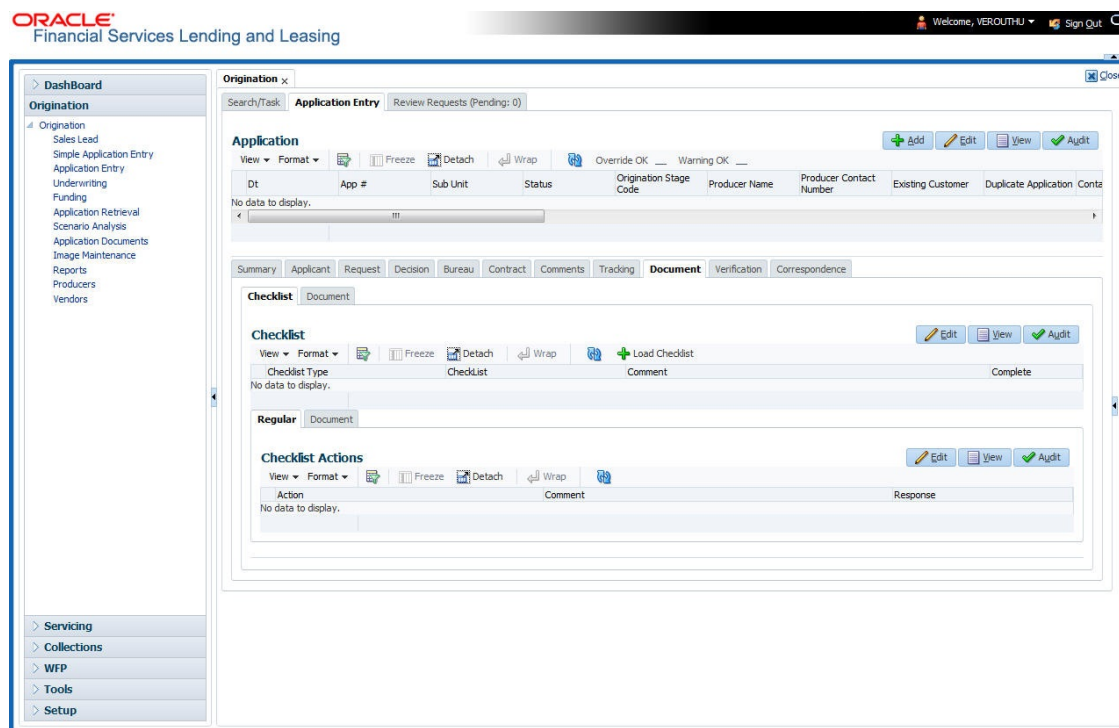 ORACLE
Financial Services Lending and Leasing
Welcome, VEROUTHU Sign Out
Close
DashBoard
Origination
Origination
Sales Lead
Simple Application Entry
Application Entry
Underwriting
Funding
Application Retrieval
Scenario Analysis
Application Documents
Image Maintenance
Reports
Producers
Vendors
Servicing
Collections
WFP
Tools
Setup
Origination x
Search/Task Application Entry Review Requests (Pending: 0)
Application Add Edit View Audit
View Format Freeze Detach Wrap Override OK __ Warning OK __
Dt App # Sub Unit Status Origination Stage Code Producer Name Producer Contact Number Existing Customer Duplicate Application Conta
No data to display.
Summary Applicant Request Decision Bureau Contract Comments Tracking Document Verification Correspondence
Checklist Document
Checklist Edit View Audit
View Format Freeze Detach Wrap Load Checklist
Checklist Type CheckList Comment Complete
No data to display.
Regular Document
Checklist Actions Edit View Audit
View Format Freeze Detach Wrap
Action Comment Response
No data to display.